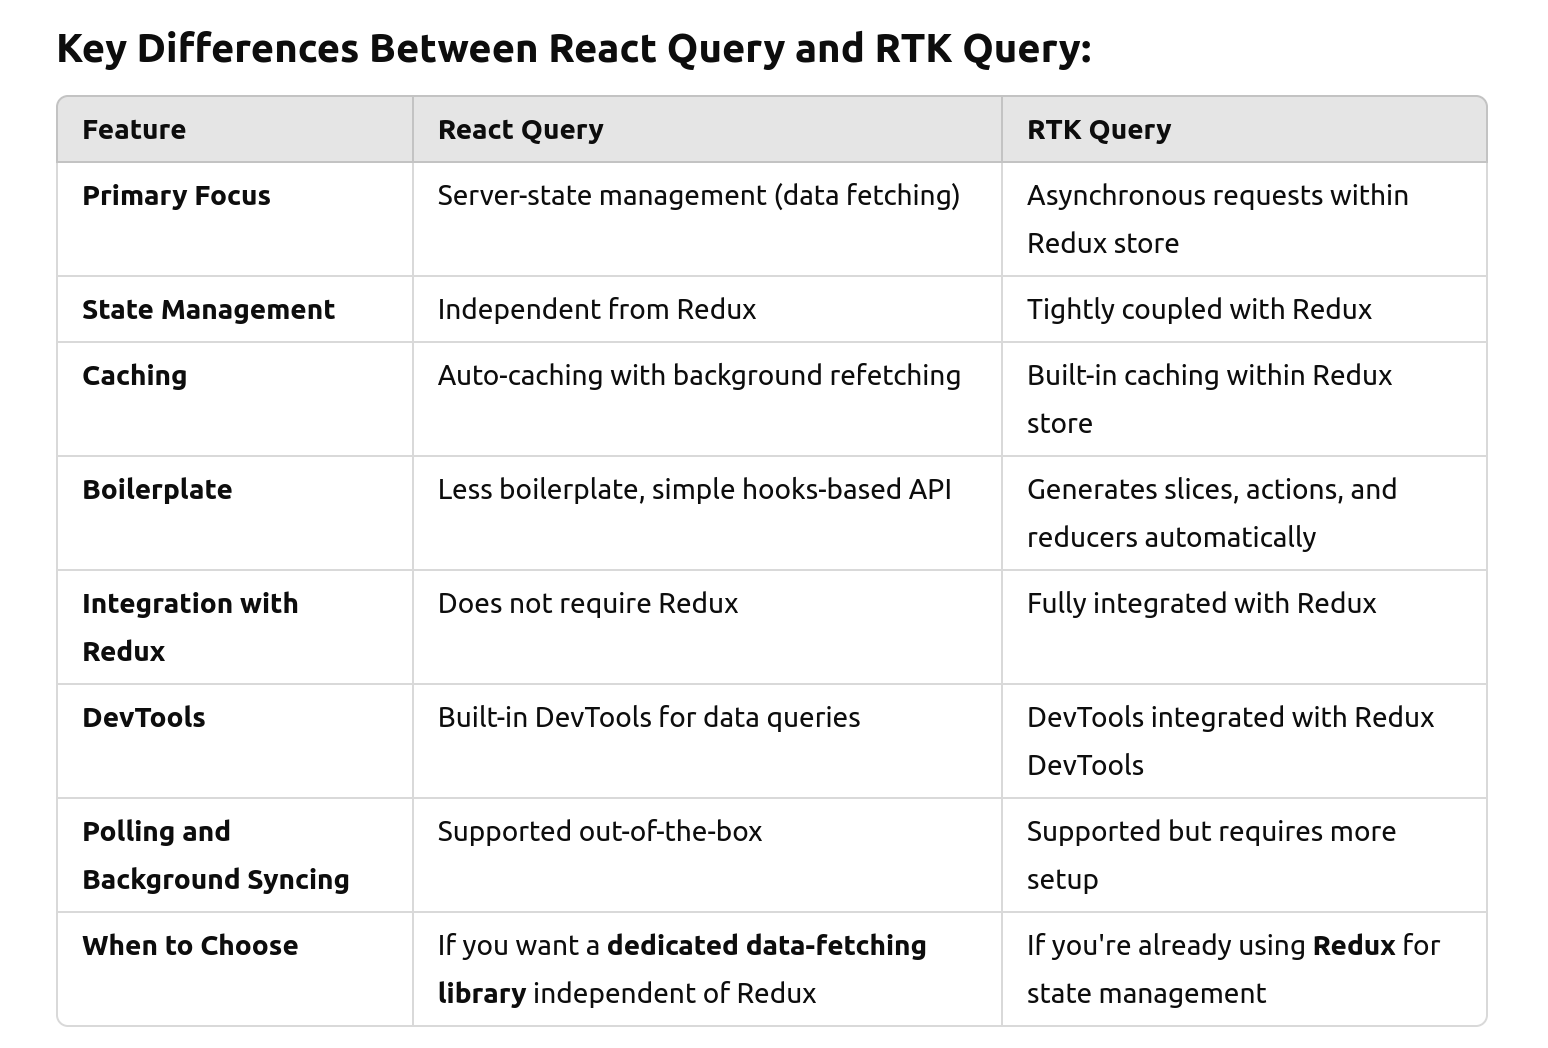 Key Differences Between React Query and RTK Query:
Feature React Query RTK Query
Primary Focus Server-state management (data fetching) Asynchronous requests within
Redux store
State Management Independent from Redux Tightly coupled with Redux
Caching Auto-caching with background refetching Built-in caching within Redux
store
Boilerplate Less boilerplate, simple hooks-based API Generates slices, actions, and
reducers automatically
Integration with Does not require Redux Fully integrated with Redux
Redux
DevTools Built-in DevTools for data queries DevTools integrated with Redux
DevTools
Polling and Supported out-of-the-box Supported but requires more
Background Syncing setup
When to Choose If you want a dedicated data-fetching If you're already using Redux for
library independent of Redux state management